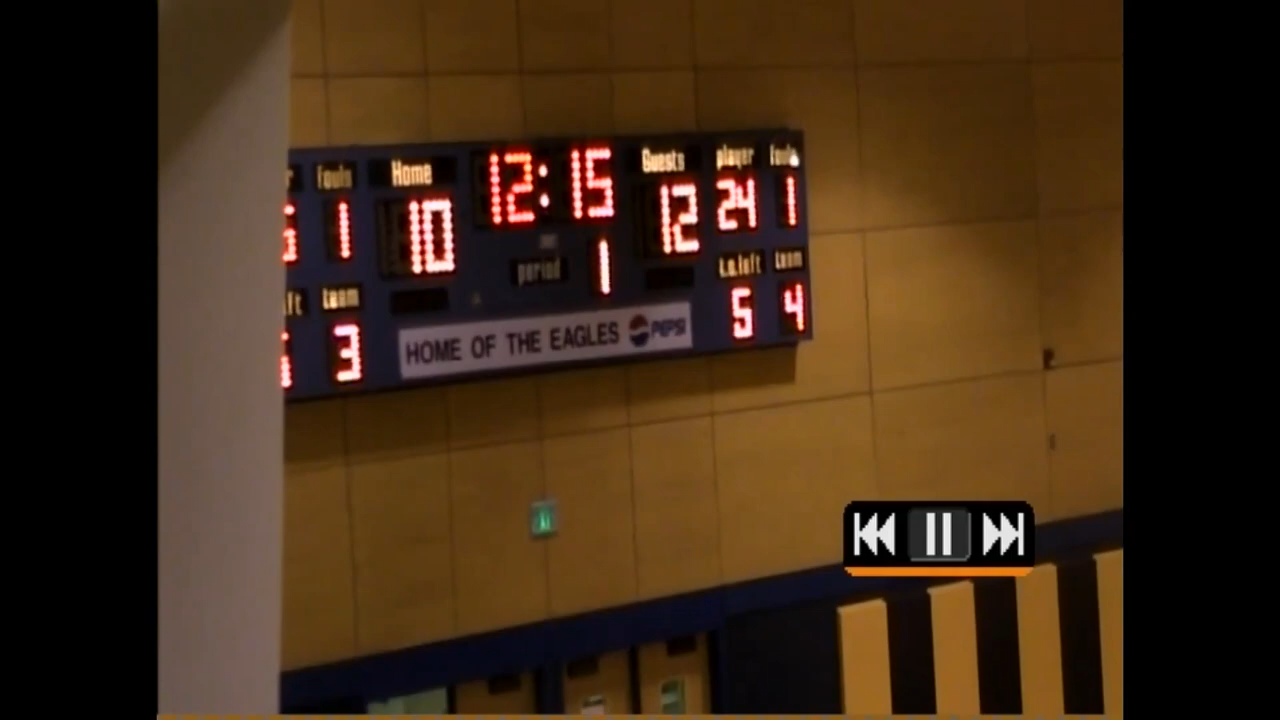 fouls Home 12:15 Guests player fouls
1 10 12 24 1
period 1 t.o.left team
team 5 4
3
HOME OF THE EAGLES PEPSI